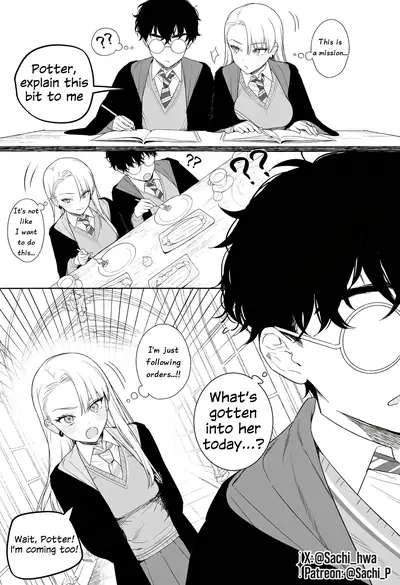 This is
a mission...
??
Potter,
explain this
bit to me
??
??
It's not
like
I want
to do
this...
I'm just
following
orders...!!
What's
gotten
into her
today...?
Wait, Potter!
I'm coming too!
X: @Sachi_hwa
Patreon: @Sachi_P